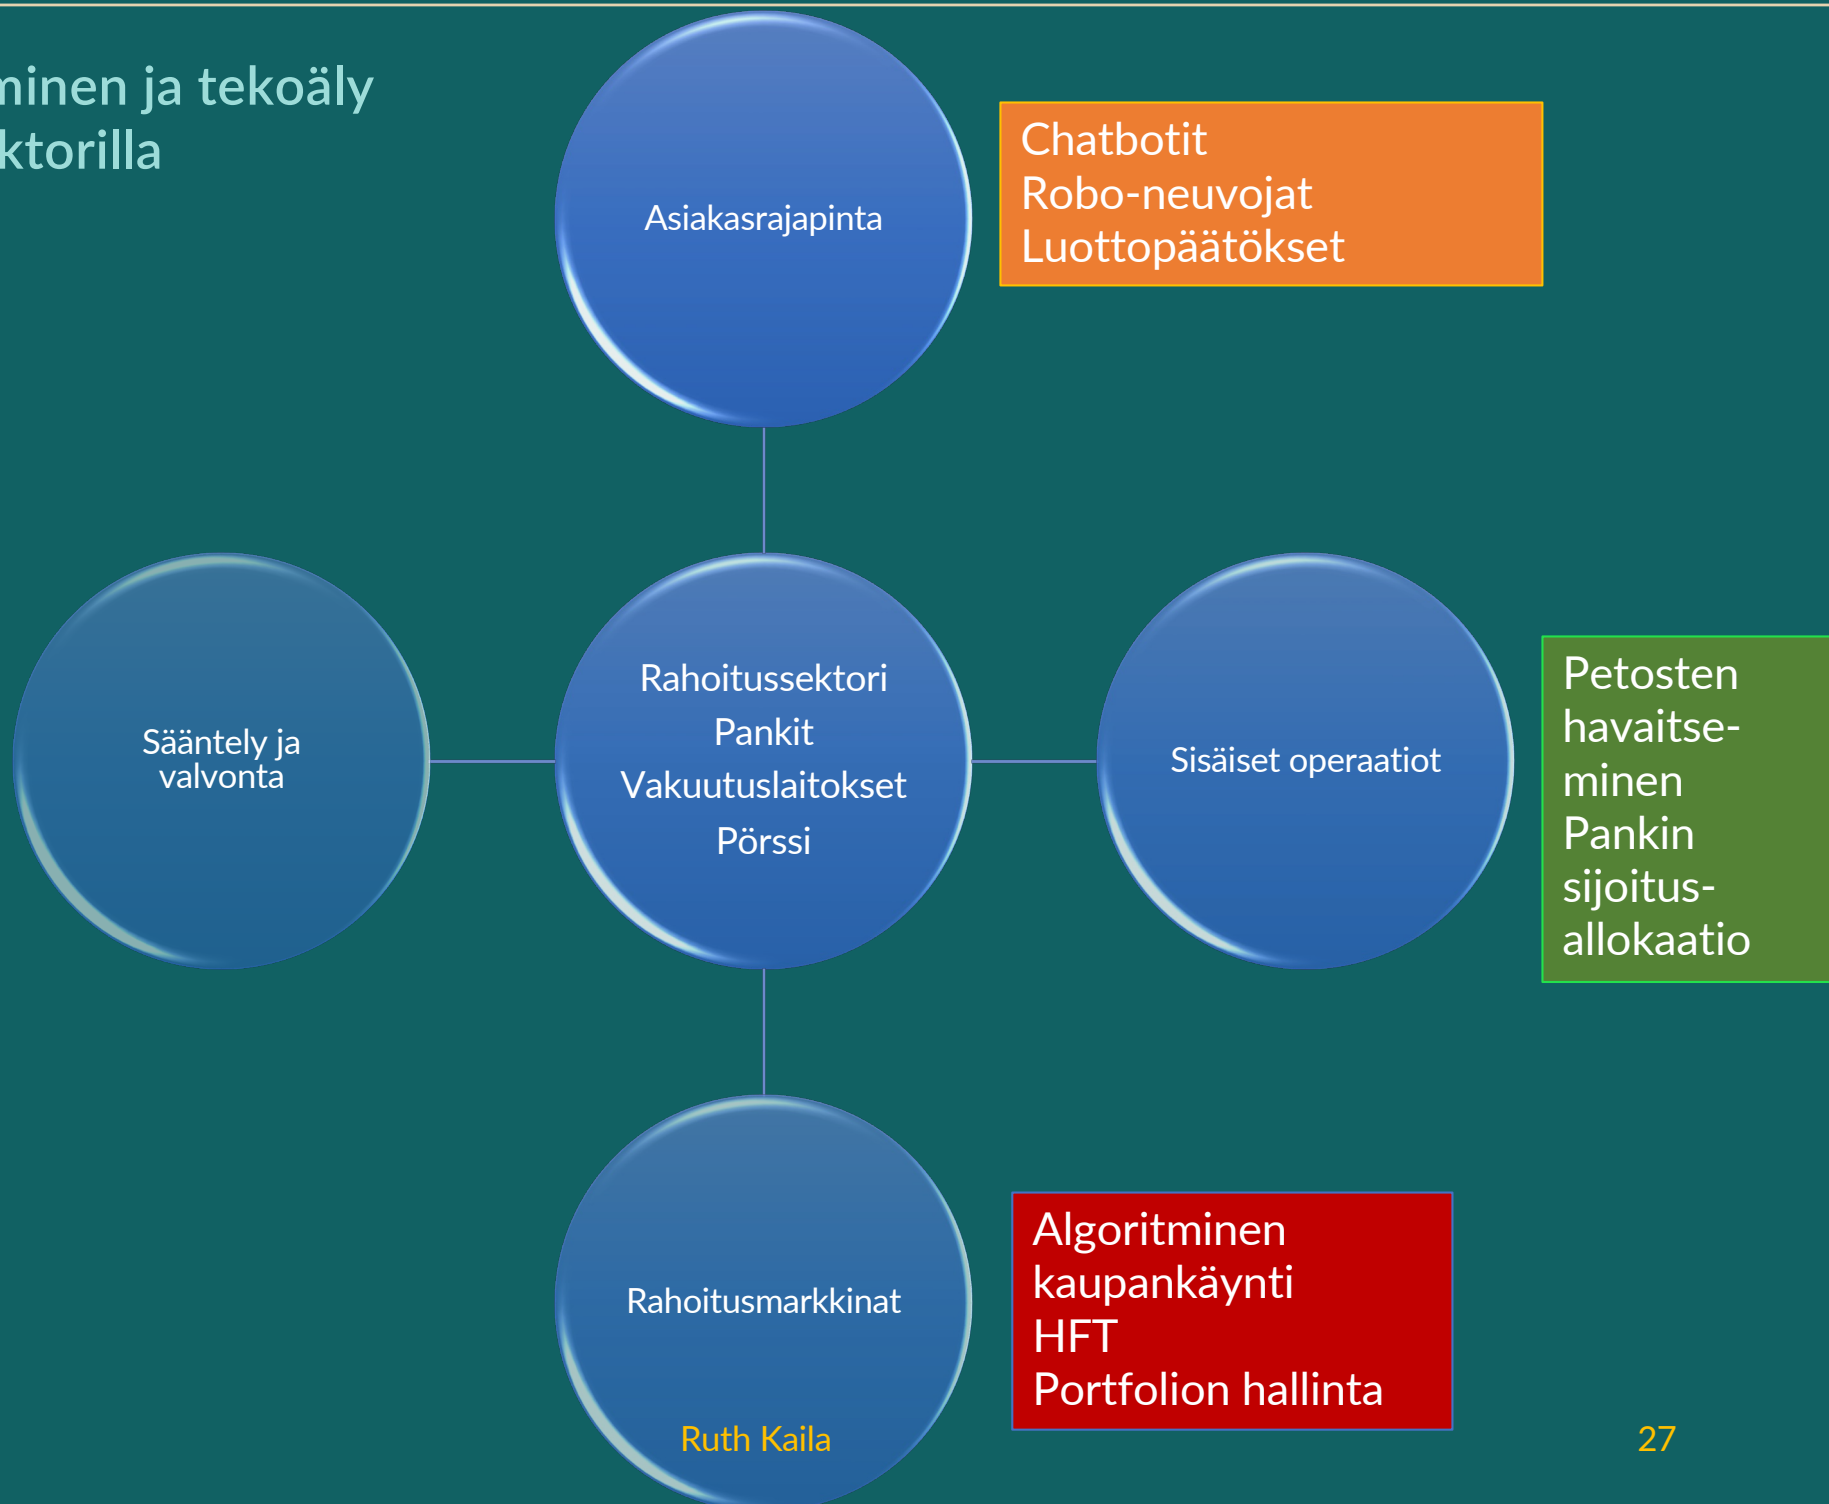 minen ja tekoäly
ktorilla
Asiakasrajapinta
Chatbotit
Robo-neuvojat
Luottopäätökset
Sääntely ja
valvonta
Rahoitussektori
Pankit
Vakuutuslaitokset
Pörssi
Sisäiset operaatiot
Petosten
havaitse-
minen
Pankin
sijoitus-
allokaatio
Rahoitusmarkkinat
Algoritminen
kaupankäynti
HFT
Portfolion hallinta
Ruth Kaila
27